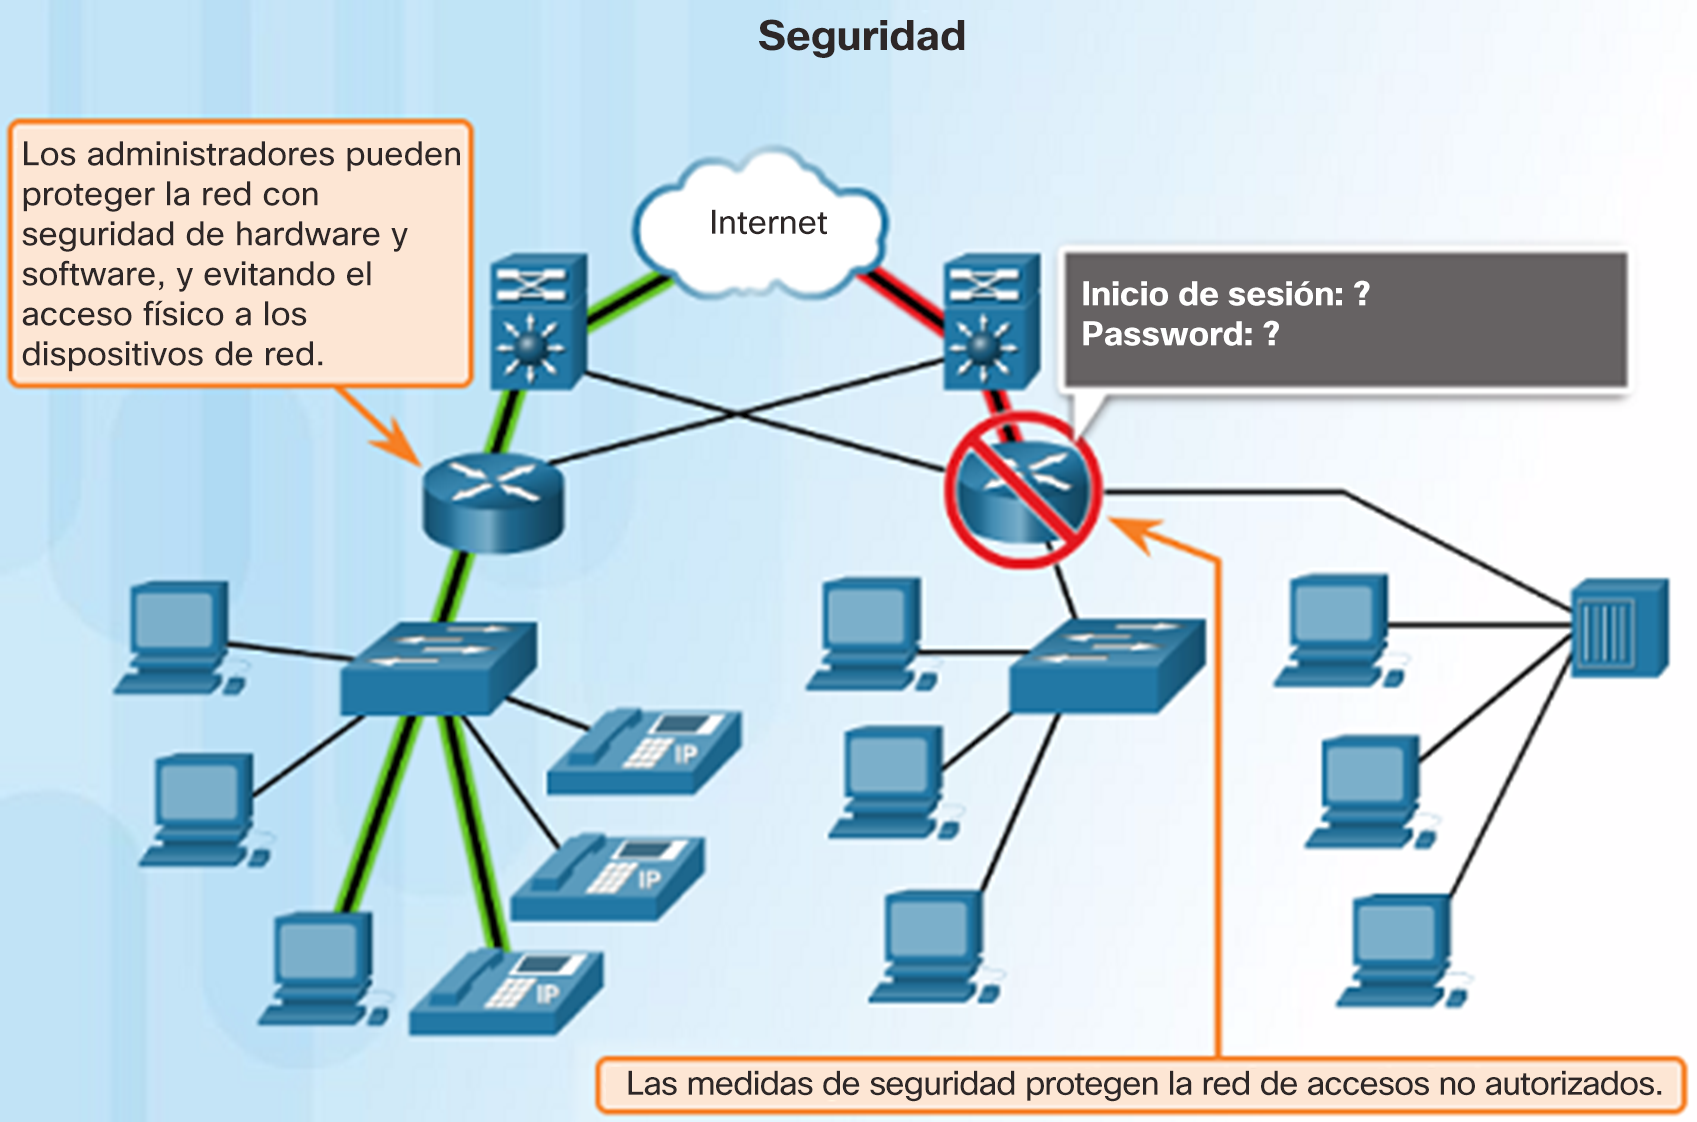 Seguridad
Los administradores pueden
proteger la red con
seguridad de hardware y
software, y evitando el
acceso físico a los
dispositivos de red.
Internet
Inicio de sesión: ?
Password: ?
IP
IP
IP
Las medidas de seguridad protegen la red de accesos no autorizados.